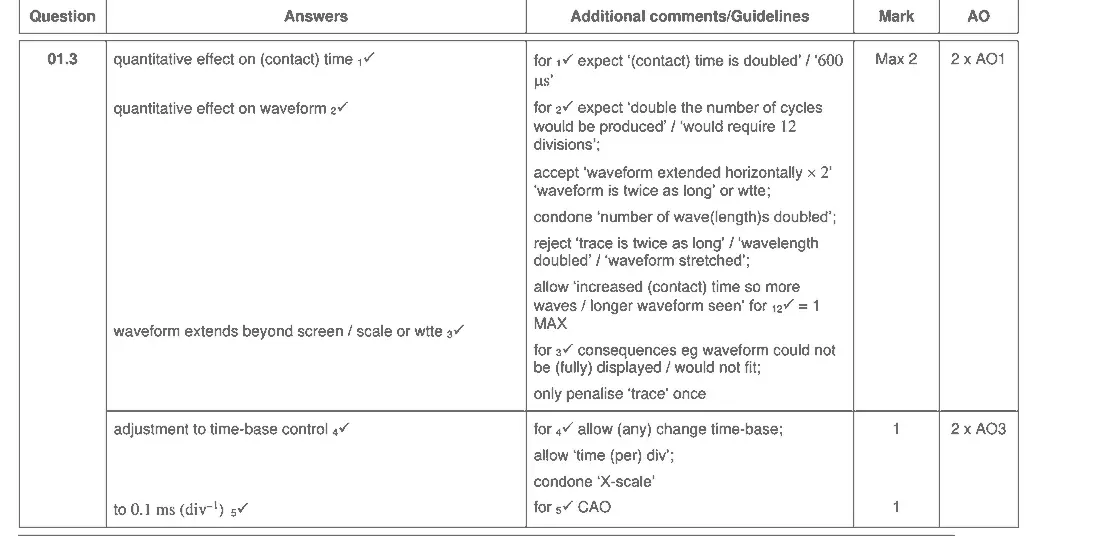 Question Answers Additional comments/Guidelines Mark AO
01.3 quantitative effect on (contact) time ₁✓ for ₁✓ expect '(contact) time is doubled' / '600 Max 2 2 x AO1
µs'
quantitative effect on waveform ₂✓ for ₂✓ expect 'double the number of cycles
would be produced' / 'would require 12
divisions';
accept 'waveform extended horizontally × 2'
'waveform is twice as long' or wtte;
condone 'number of wave(length)s doubled';
reject 'trace is twice as long' / 'wavelength
doubled' / 'waveform stretched';
allow 'increased (contact) time so more
waves / longer waveform seen' for ₁₂✓ = 1
MAX
waveform extends beyond screen / scale or wtte ₃✓
for ₃✓ consequences eg waveform could not
be (fully) displayed / would not fit;
only penalise 'trace' once
adjustment to time-base control ₄✓ for ₄✓ allow (any) change time-base; 1 2 x AO3
allow 'time (per) div';
condone 'X-scale'
to 0.1 ms (div⁻¹) ₅✓ for ₅✓ CAO 1